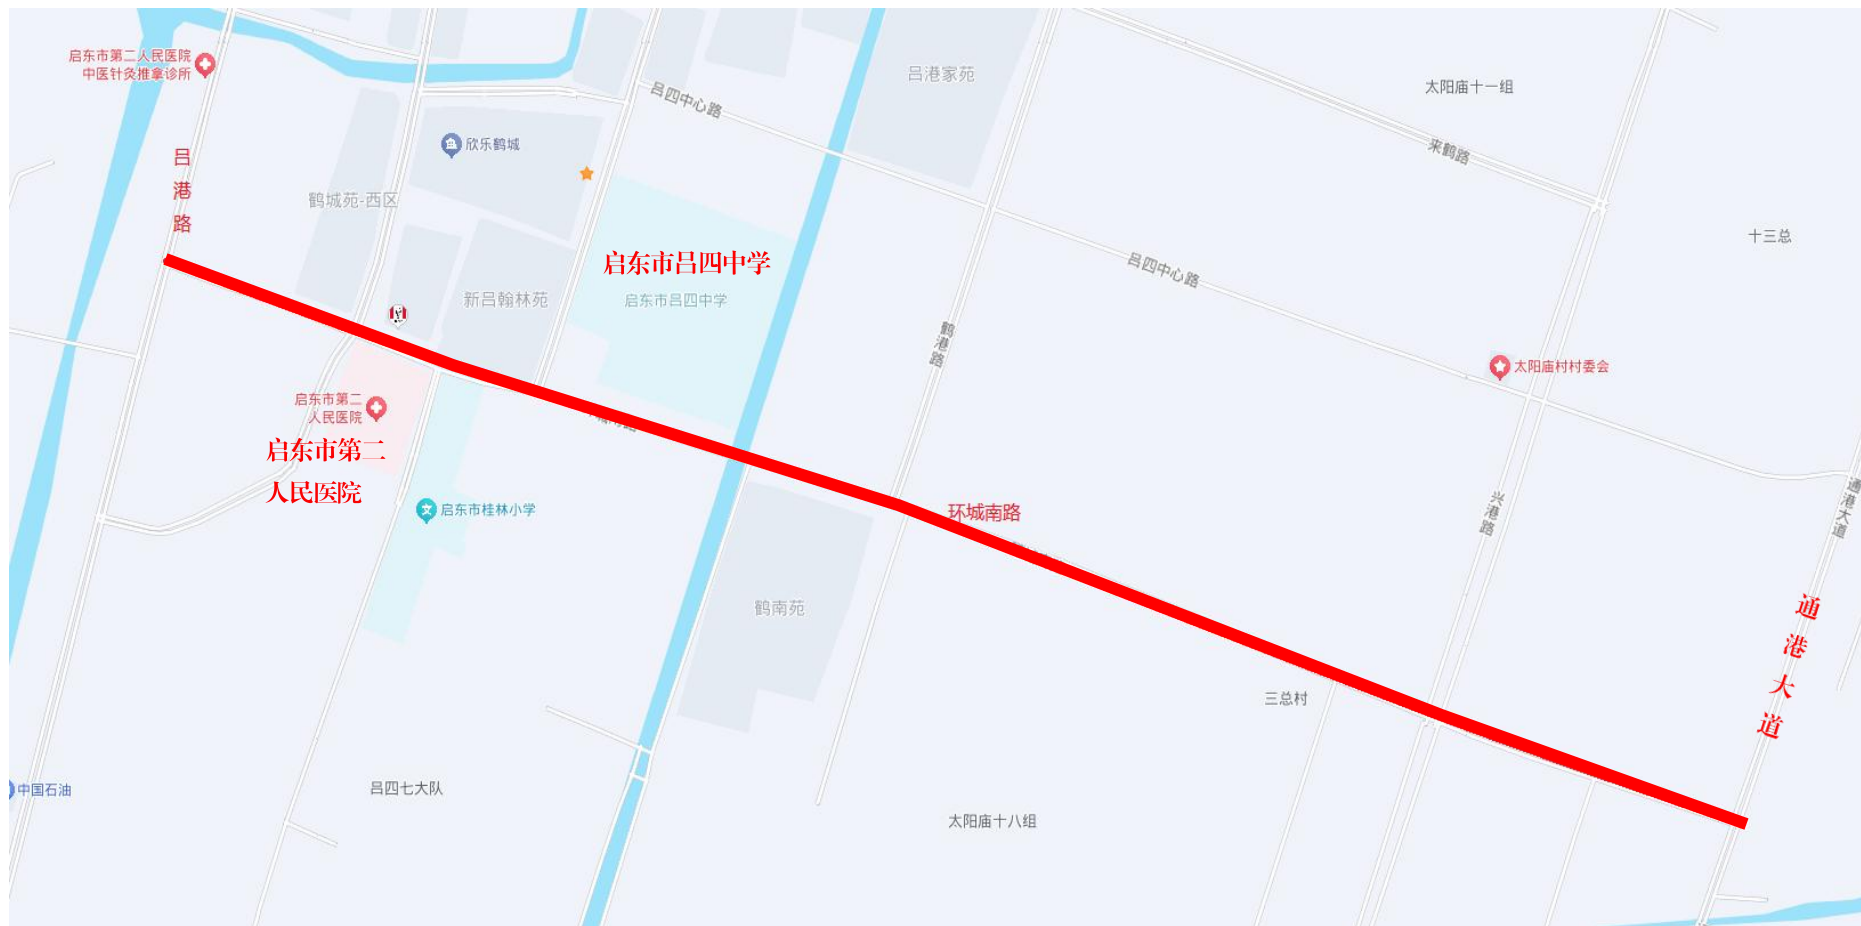 启东市第二人民医院
中医针灸推拿诊所
吕港路
吕四中心路
吕港家苑
太阳庙十一组
来鹤路
欣乐鹤城
鹤城苑-西区
十三总
启东市吕四中学
启东市吕四中学
新吕翰林苑
吕四中心路
鹤港路
太阳庙村村委会
启东市第二
人民医院
启东市第二
人民医院
启东市桂林小学
环城南路
兴港路
通港大道
鹤南苑
通港大道
三总村
中国石油
吕四七大队
太阳庙十八组